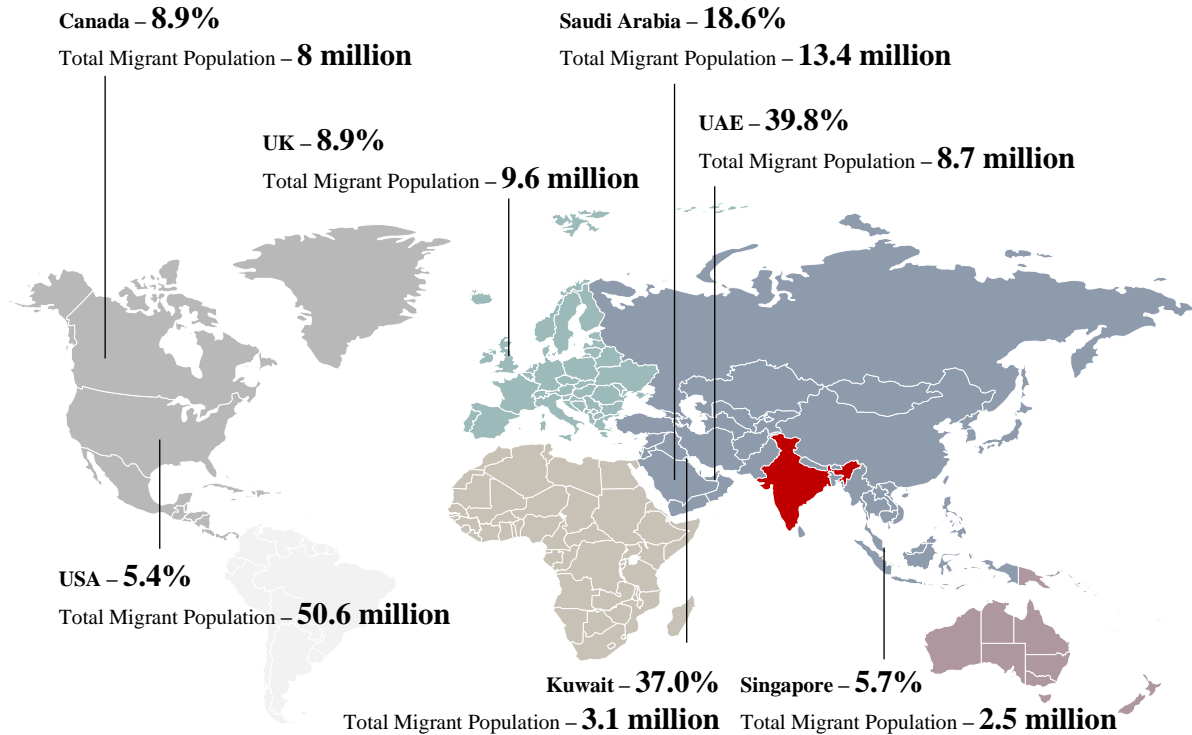 Canada – 8.9%
Total Migrant Population – 8 million
Saudi Arabia – 18.6%
Total Migrant Population – 13.4 million
UAE – 39.8%
Total Migrant Population – 8.7 million
UK – 8.9%
Total Migrant Population – 9.6 million
USA – 5.4%
Total Migrant Population – 50.6 million
Kuwait – 37.0%
Total Migrant Population – 3.1 million
Singapore – 5.7%
Total Migrant Population – 2.5 million